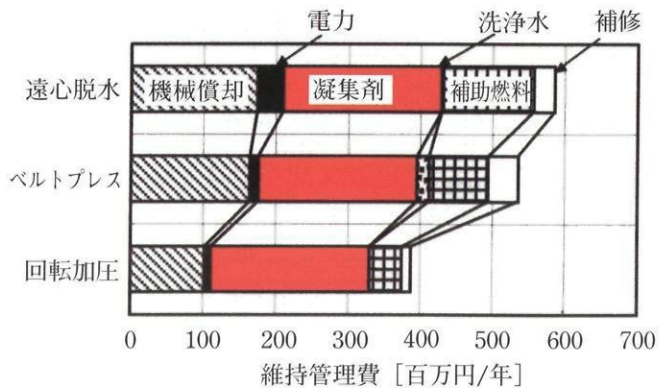 電力
洗浄水
補修
遠心脱水
機械償却
凝集剤
補助燃料
ベルトプレス
回転加圧
0 100 200 300 400 500 600 700
維持管理費 [百万円/年]